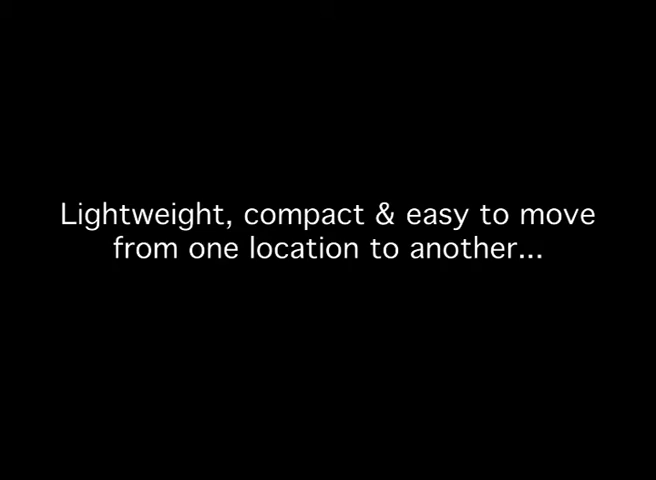 Lightweight, compact & easy to move
from one location to another...